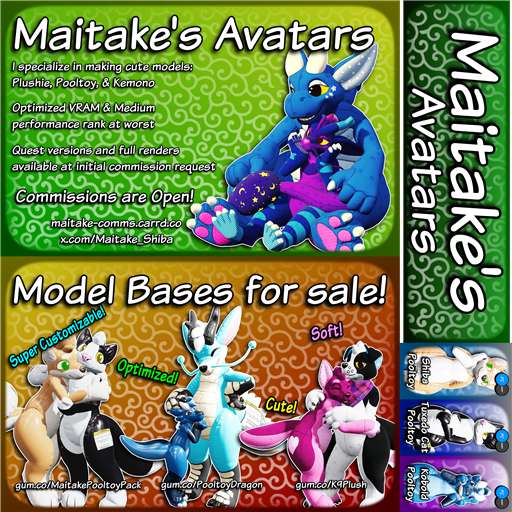 Maitake's Avatars
I specialize in making cute models:
Plushie, Pooltoy, & Kemono
Optimized VRAM & Medium
performance rank at worst
Quest versions and full renders
available at initial commission request
Commissions are Open!
maitake-comms.carrd.co
x.com/Maitake_Shiba
Model Bases for sale!
Super Customizable!
Optimized!
Soft!
Cute!
gum.co/MaitakePooltoyPack
gum.co/PooltoyDragon
gum.co/K9Plush
Maitake's
Avatars
Shiba
Pooltoy
Tuxedo Cat
Pooltoy
Kobold
Pooltoy